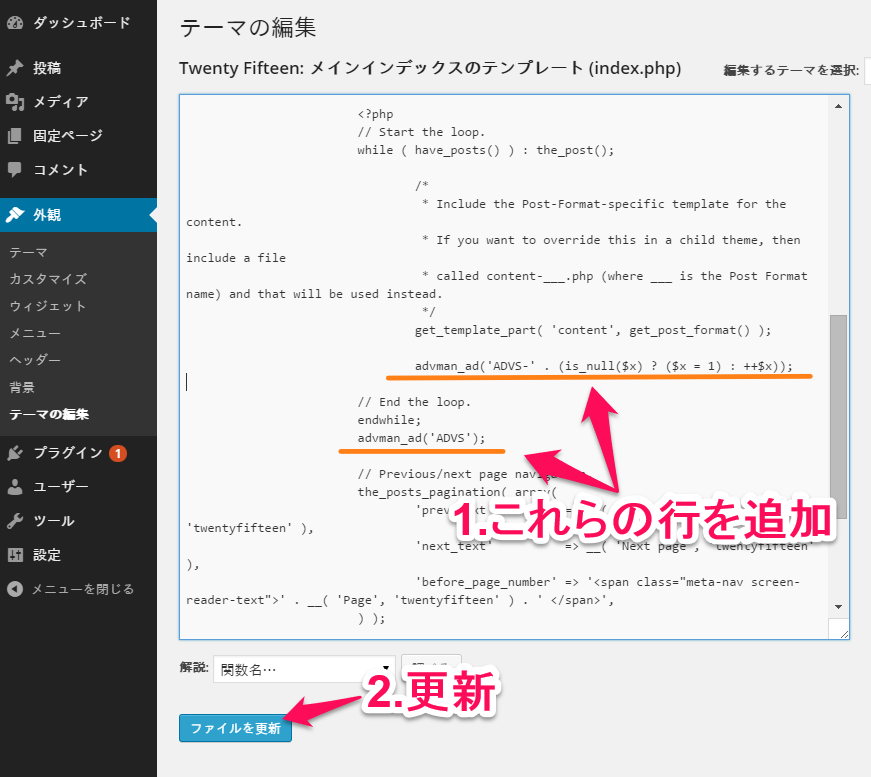 ダッシュボード
投稿
メディア
固定ページ
コメント
外観
テーマ
カスタマイズ
ウィジェット
メニュー
ヘッダー
背景
テーマの編集
プラグイン 1
ユーザー
ツール
設定
メニューを閉じる
テーマの編集
Twenty Fifteen: メインインデックスのテンプレート (index.php)
編集するテーマを選択:
<?php
// Start the loop.
while ( have_posts() ) : the_post();
/*
* Include the Post-Format-specific template for the
content.
* If you want to override this in a child theme, then
include a file
* called content-___.php (where ___ is the Post Format
name) and that will be used instead.
*/
get_template_part( 'content', get_post_format() );
advman_ad('ADVS-' . (is_null($x) ? ($x = 1) : ++$x));
// End the loop.
endwhile;
advman_ad('ADVS');
// Previous/next page
the_posts_pagination( array(
1.これらの行を追加
'twentyfifteen' ),
'next_text' => __( 'Next page', 'twentyfifteen'
),
'before_page_number' => '<span class="meta-nav screen-
reader-text">' . __( 'Page', 'twentyfifteen' ) . ' </span>',
) );
解説: 関数名…
2.更新
ファイルを更新